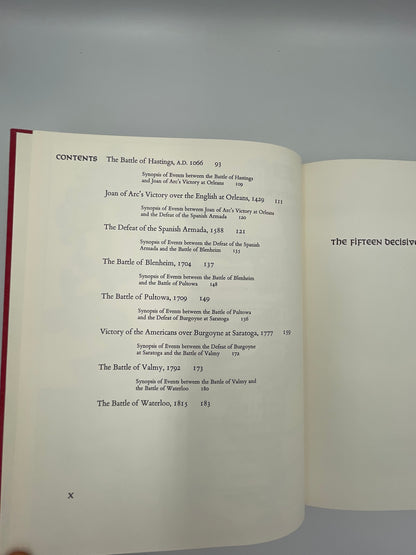 CONTENTS The Battle of Hastings, A.D. 1066 93
Synopsis of Events between the Battle of Hastings
and Joan of Arc's Victory at Orleans 109
Joan of Arc's Victory over the English at Orleans, 1429 111
Synopsis of Events between Joan of Arc's Victory at Orleans
and the Defeat of the Spanish Armada 120
The Defeat of the Spanish Armada, 1588 121
Synopsis of Events between the Defeat of the Spanish
Armada and the Battle of Blenheim 135
The Battle of Blenheim, 1704 137
Synopsis of Events between the Battle of Blenheim
and the Battle of Pultowa 148
The Battle of Pultowa, 1709 149
Synopsis of Events between the Battle of Pultowa
and the Defeat of Burgoyne at Saratoga 156
Victory of the Americans over Burgoyne at Saratoga, 1777 159
Synopsis of Events between the Defeat of Burgoyne
at Saratoga and the Battle of Valmy 172
The Battle of Valmy, 1792 173
Synopsis of Events between the Battle of Valmy and
the Battle of Waterloo 180
The Battle of Waterloo, 1815 183
X
The Fifteen Decisive